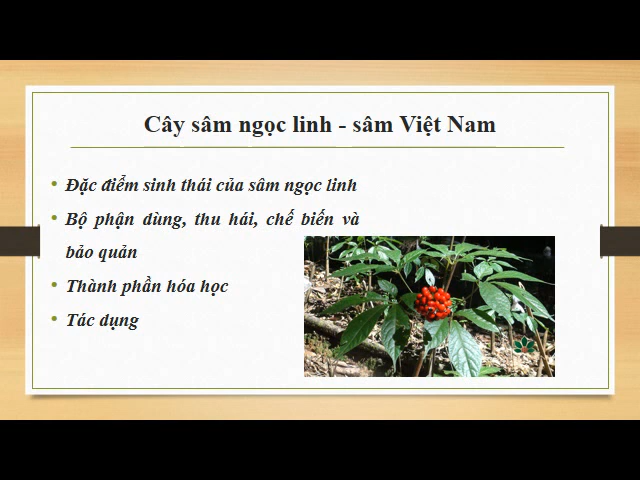 Cây sâm ngọc linh - sâm Việt Nam
• Đặc điểm sinh thái của sâm ngọc linh
• Bộ phận dùng, thu hái, chế biến và
bảo quản
• Thành phần hóa học
• Tác dụng